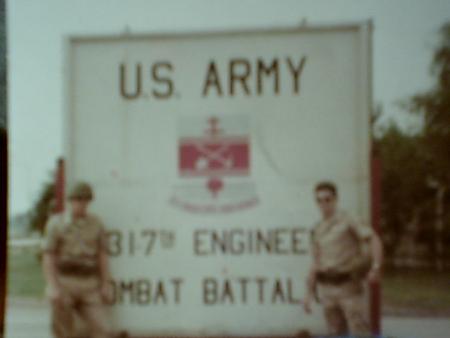 U.S. ARMY
317TH ENGINEE
OMBAT BATTAL